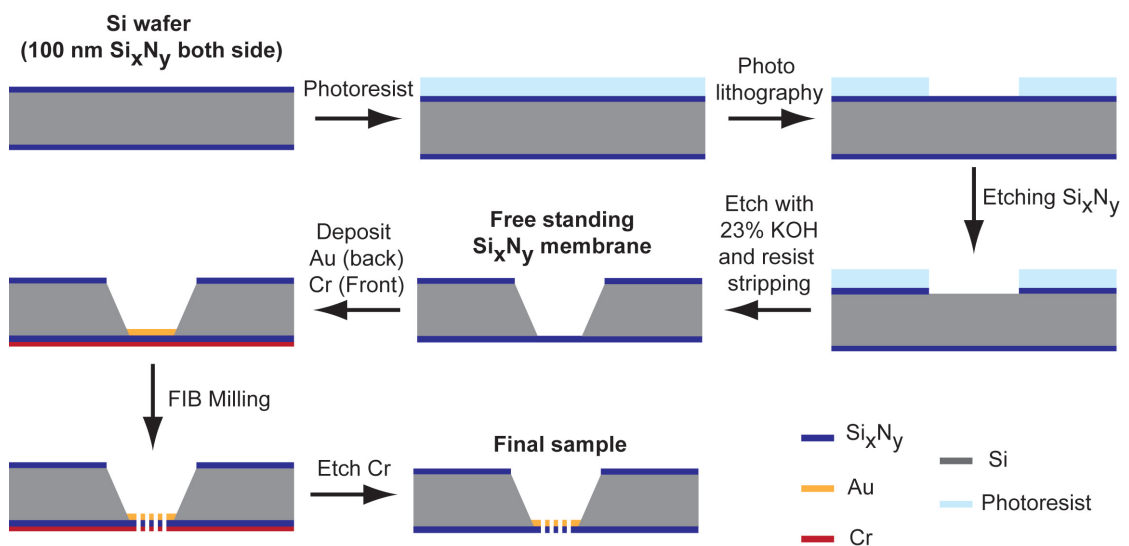 Si wafer
(100 nm SixNy both side)
Photoresist
Photo
lithography
Etching SixNy
Etch with
23% KOH
and resist
stripping
Free standing
SixNy membrane
Deposit
Au (back)
Cr (Front)
FIB Milling
Etch Cr
Final sample
SixNy
Au
Cr
Si
Photoresist